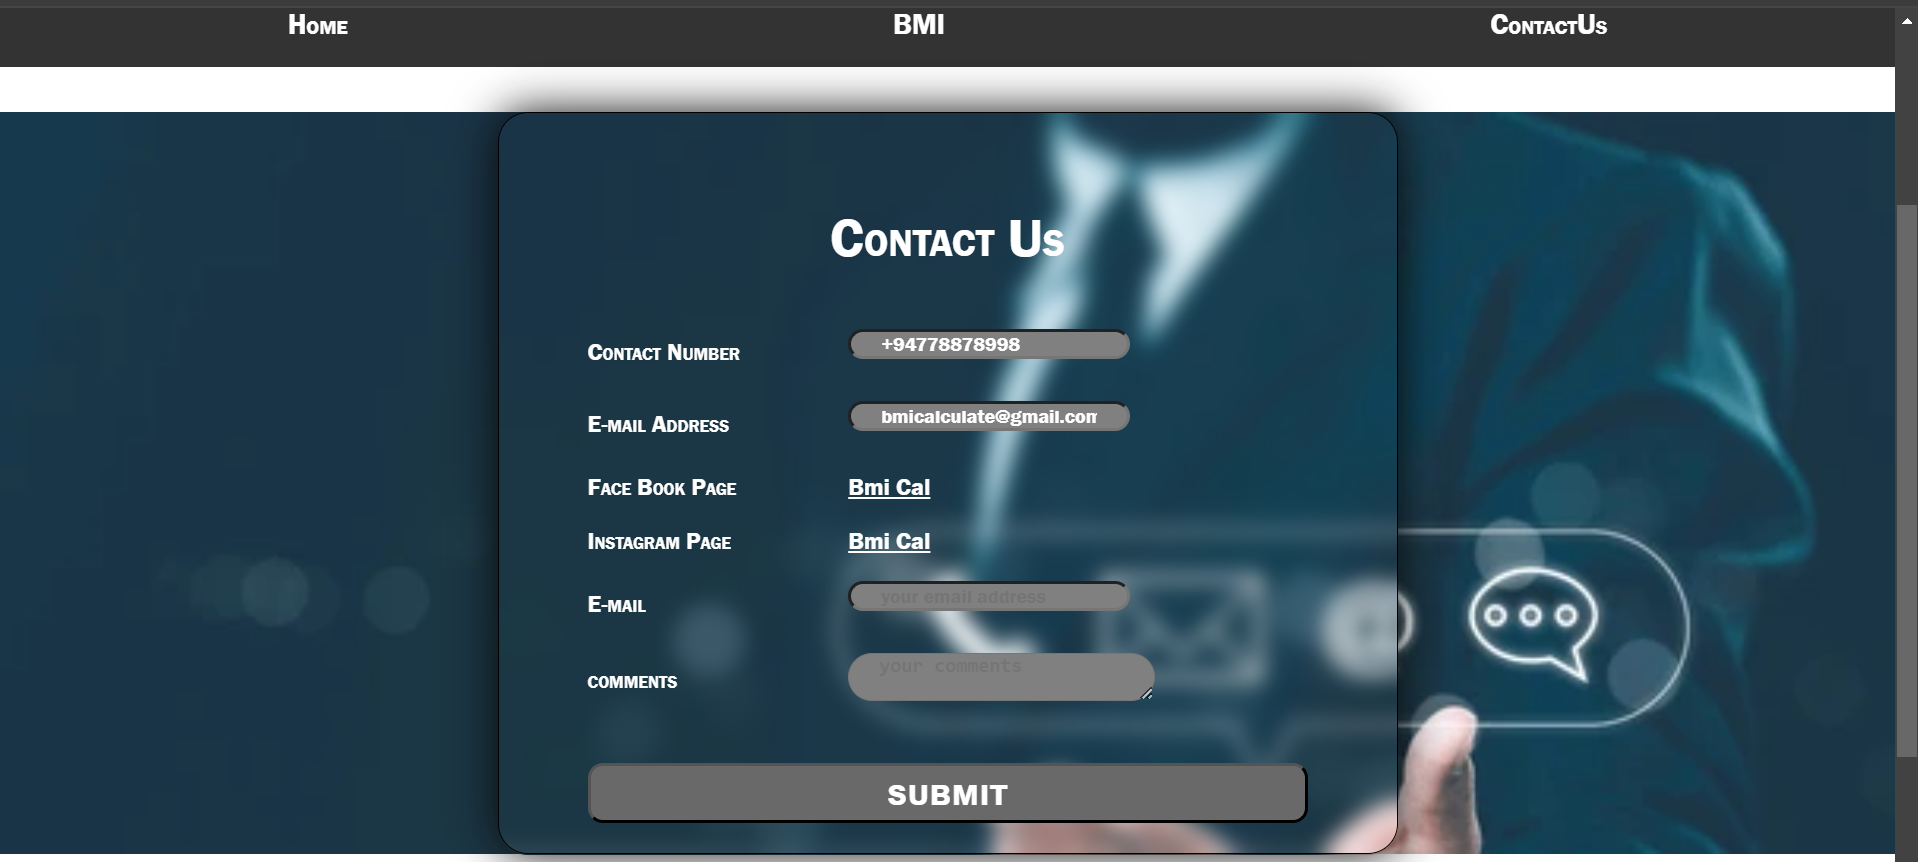 Home BMI ContactUs
Contact Us
Contact Number +94778878998
E-mail Address bmicalculate@gmail.com
Face Book Page Bmi Cal
Instagram Page Bmi Cal
E-mail your email address
comments your comments
SUBMIT